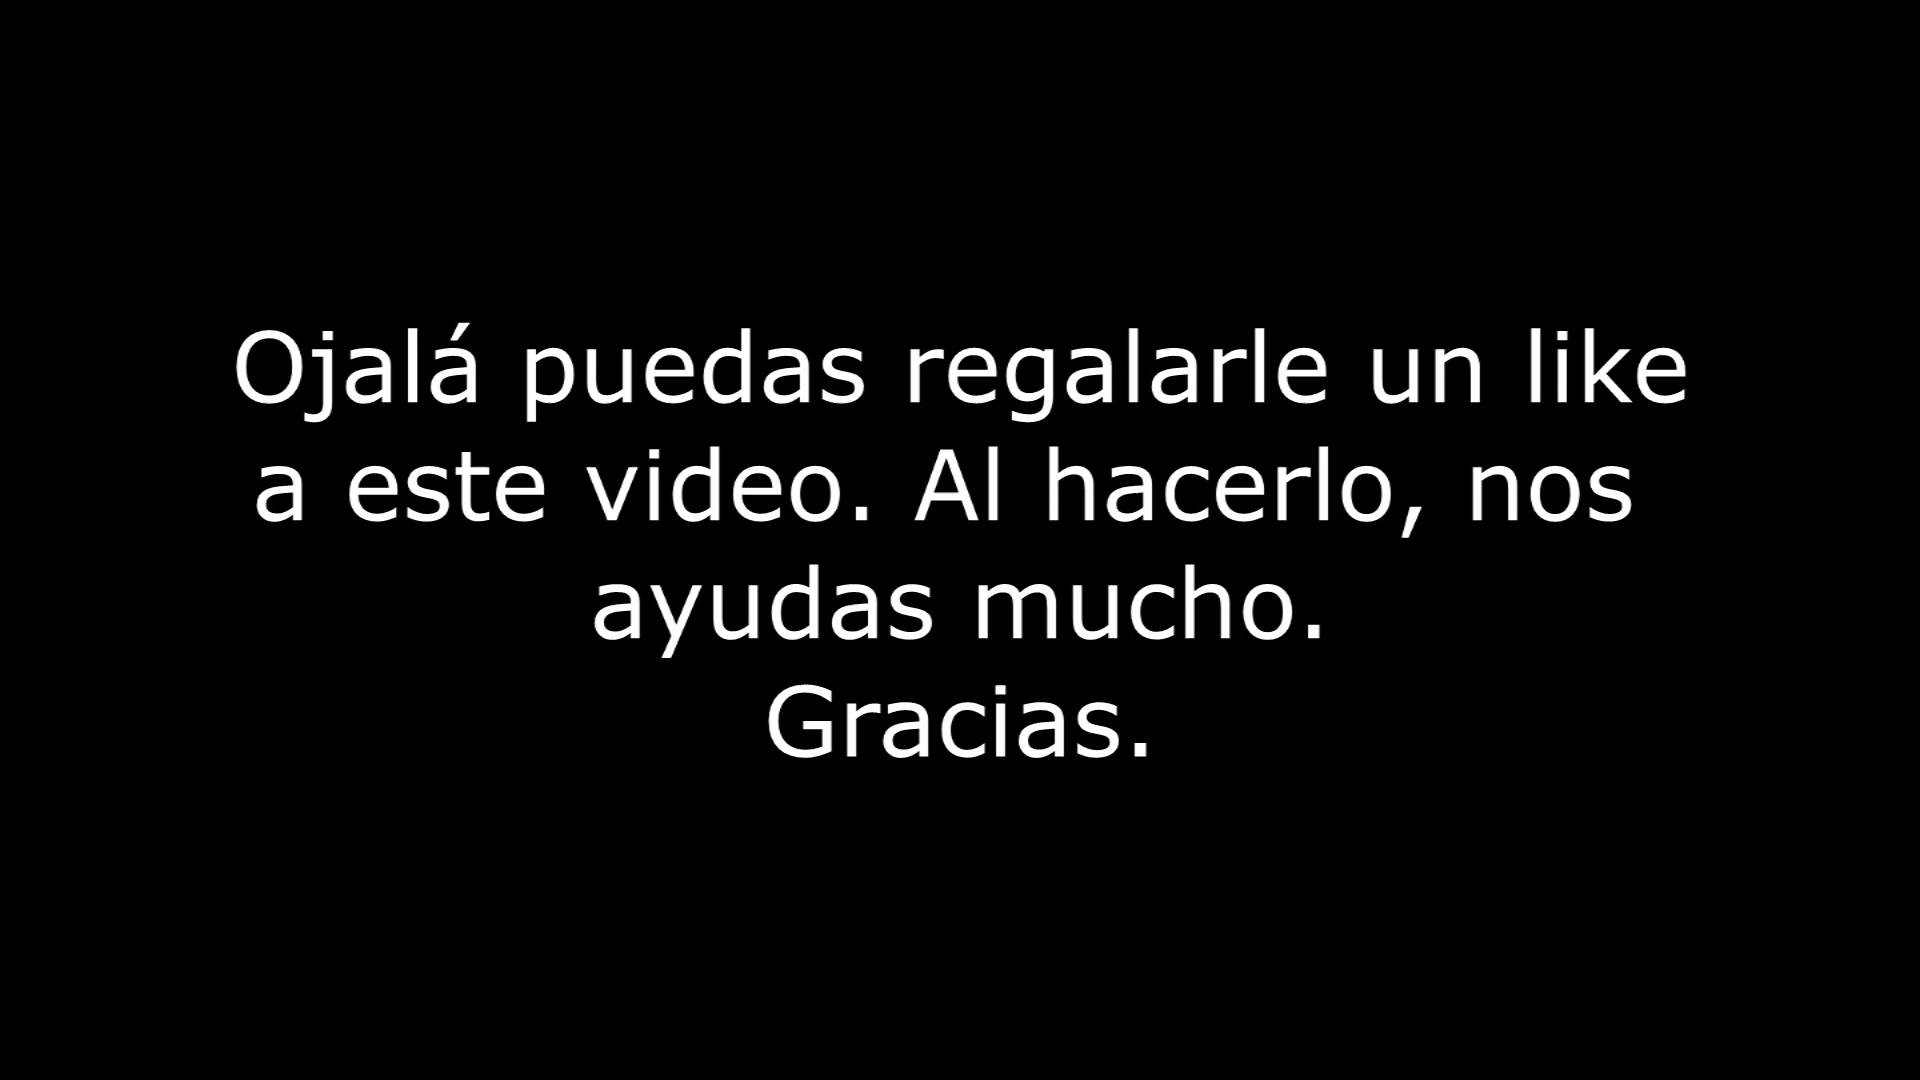 Ojalá puedas regalarle un like
a este video. Al hacerlo, nos
ayudas mucho.
Gracias.